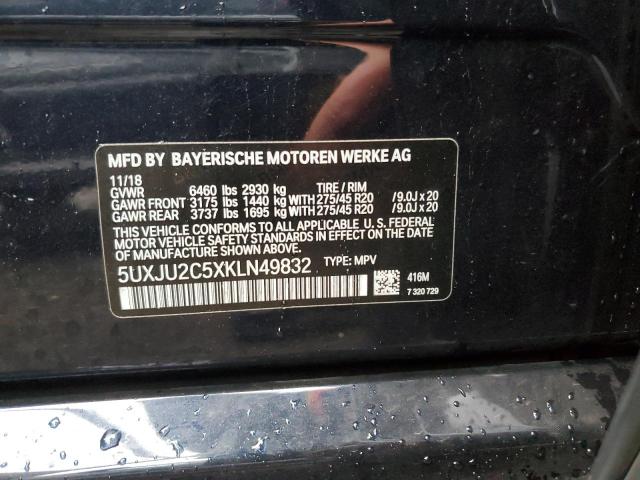 MFD BY BAYERISCHE MOTOREN WERKE AG
11/18
GVWR 6460 lbs 2930 kg TIRE / RIM
GAWR FRONT 3175 lbs 1440 kg WITH 275/45 R20 / 9.0J x 20
GAWR REAR 3737 lbs 1695 kg WITH 275/45 R20 / 9.0J x 20
THIS VEHICLE CONFORMS TO ALL APPLICABLE U. S. FEDERAL
MOTOR VEHICLE SAFETY STANDARDS IN EFFECT ON THE DATE OF
MANUFACTURE SHOWN ABOVE.
5UXJU2C5XKLN49832 TYPE: MPV
416M
7 320 729